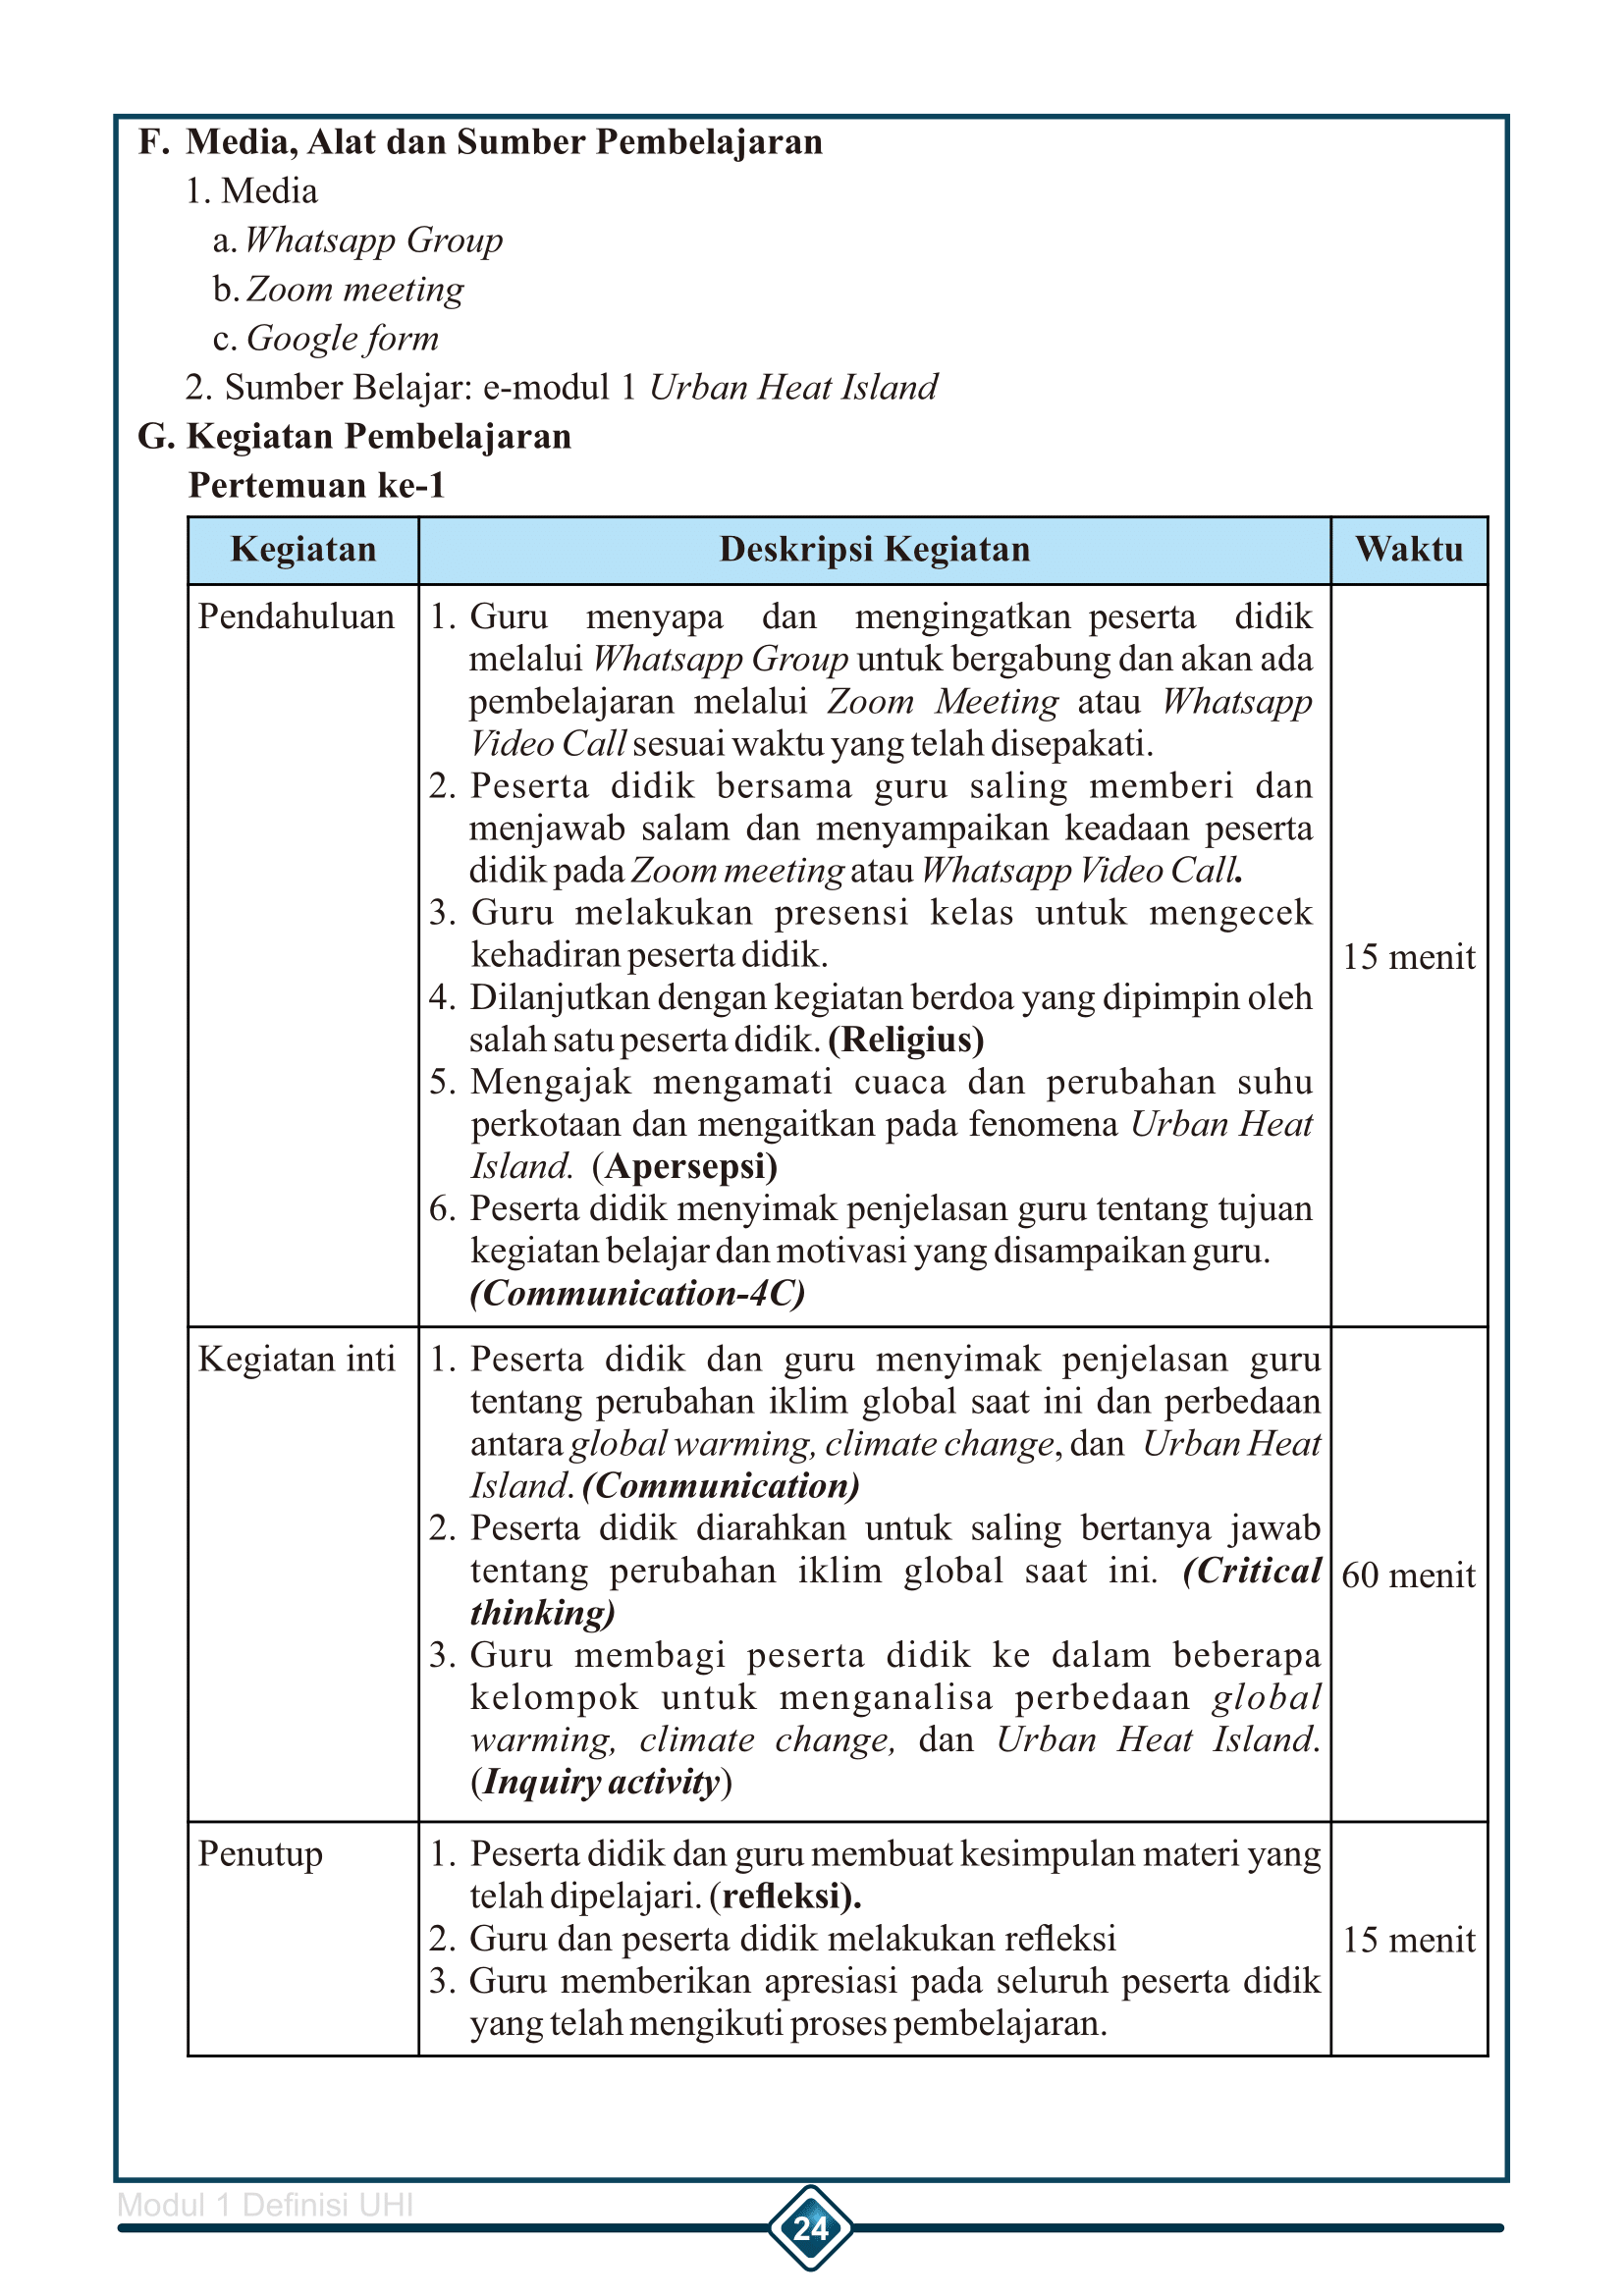 F. Media, Alat dan Sumber Pembelajaran
1. Media
a. Whatsapp Group
b. Zoom meeting
c. Google form
2. Sumber Belajar: e-modul 1 Urban Heat Island
G. Kegiatan Pembelajaran
Pertemuan ke-1
Kegiatan Deskripsi Kegiatan Waktu
Pendahuluan
1. Guru menyapa dan mengingatkan peserta didik
melalui Whatsapp Group untuk bergabung dan akan ada
pembelajaran melalui Zoom Meeting atau Whatsapp
Video Call sesuai waktu yang telah disepakati.
2. Peserta didik bersama guru saling memberi dan
menjawab salam dan menyampaikan keadaan peserta
didik pada Zoom meeting atau Whatsapp Video Call.
3. Guru melakukan presensi kelas untuk mengecek
kehadiran peserta didik.
4. Dilanjutkan dengan kegiatan berdoa yang dipimpin oleh
salah satu peserta didik. (Religius)
5. Mengajak mengamati cuaca dan perubahan suhu
perkotaan dan mengaitkan pada fenomena Urban Heat
Island. (Apersepsi)
6. Peserta didik menyimak penjelasan guru tentang tujuan
kegiatan belajar dan motivasi yang disampaikan guru.
(Communication-4C)
15 menit
Kegiatan inti
1. Peserta didik dan guru menyimak penjelasan guru
tentang perubahan iklim global saat ini dan perbedaan
antara global warming, climate change, dan Urban Heat
Island. (Communication)
2. Peserta didik diarahkan untuk saling bertanya jawab
tentang perubahan iklim global saat ini. (Critical
thinking)
3. Guru membagi peserta didik ke dalam beberapa
kelompok untuk menganalisa perbedaan global
warming, climate change, dan Urban Heat Island.
(Inquiry activity)
60 menit
Penutup
1. Peserta didik dan guru membuat kesimpulan materi yang
telah dipelajari. (refleksi).
2. Guru dan peserta didik melakukan refleksi
3. Guru memberikan apresiasi pada seluruh peserta didik
yang telah mengikuti proses pembelajaran.
15 menit
Modul 1 Definisi UHI
24